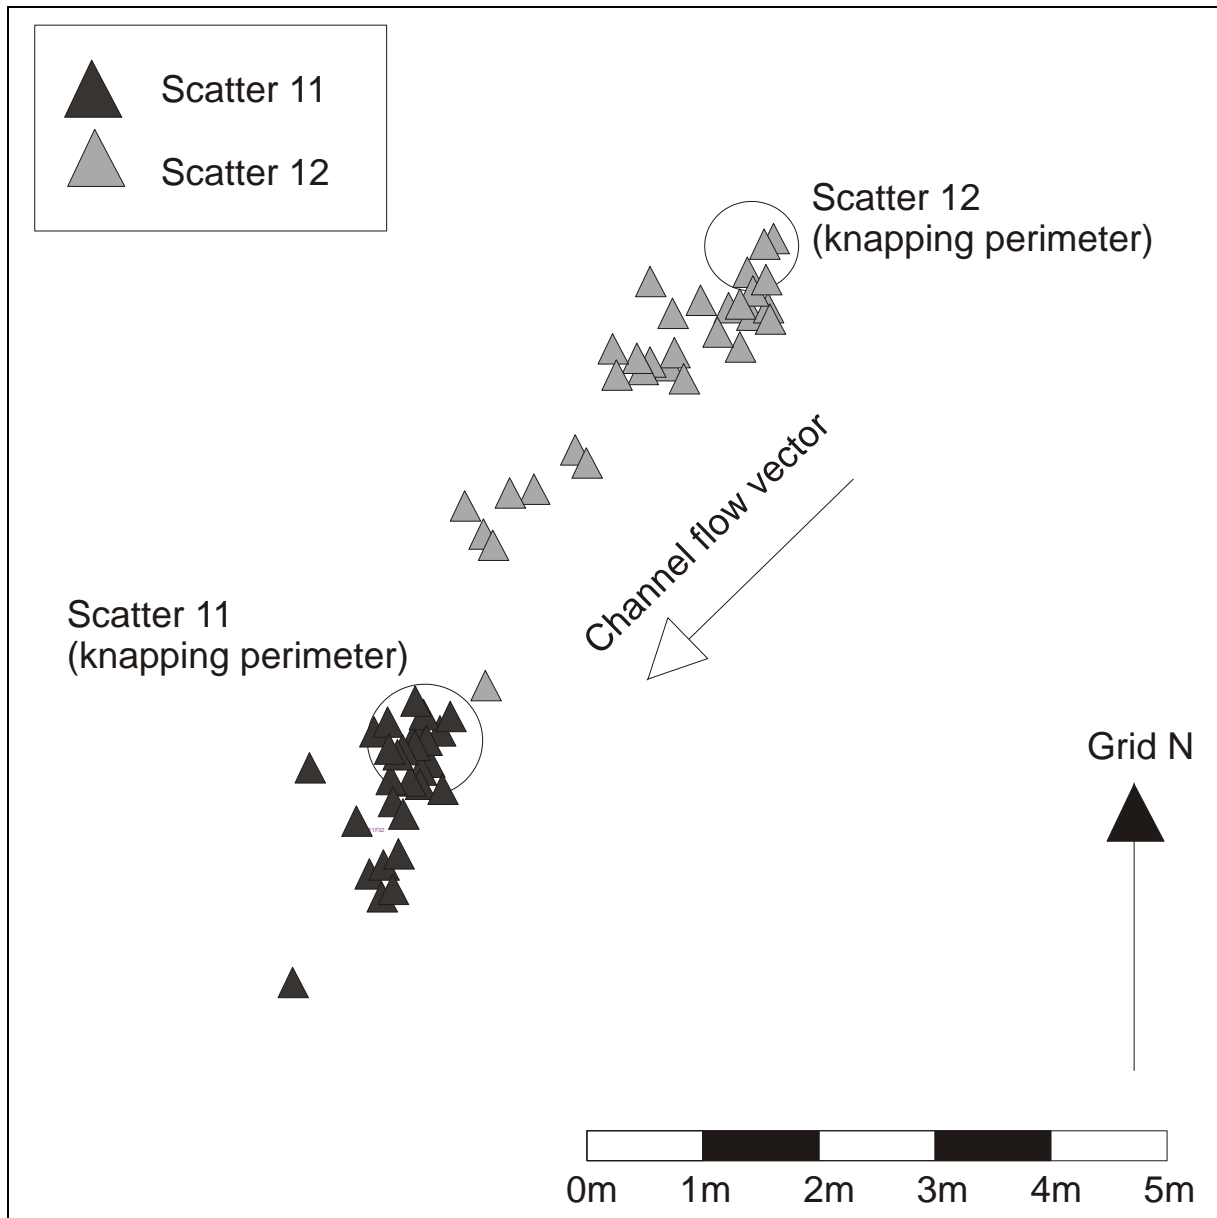 Scatter 11
Scatter 12
Scatter 12
(knapping perimeter)
Channel flow vector
Scatter 11
(knapping perimeter)
Grid N
0m 1m 2m 3m 4m 5m